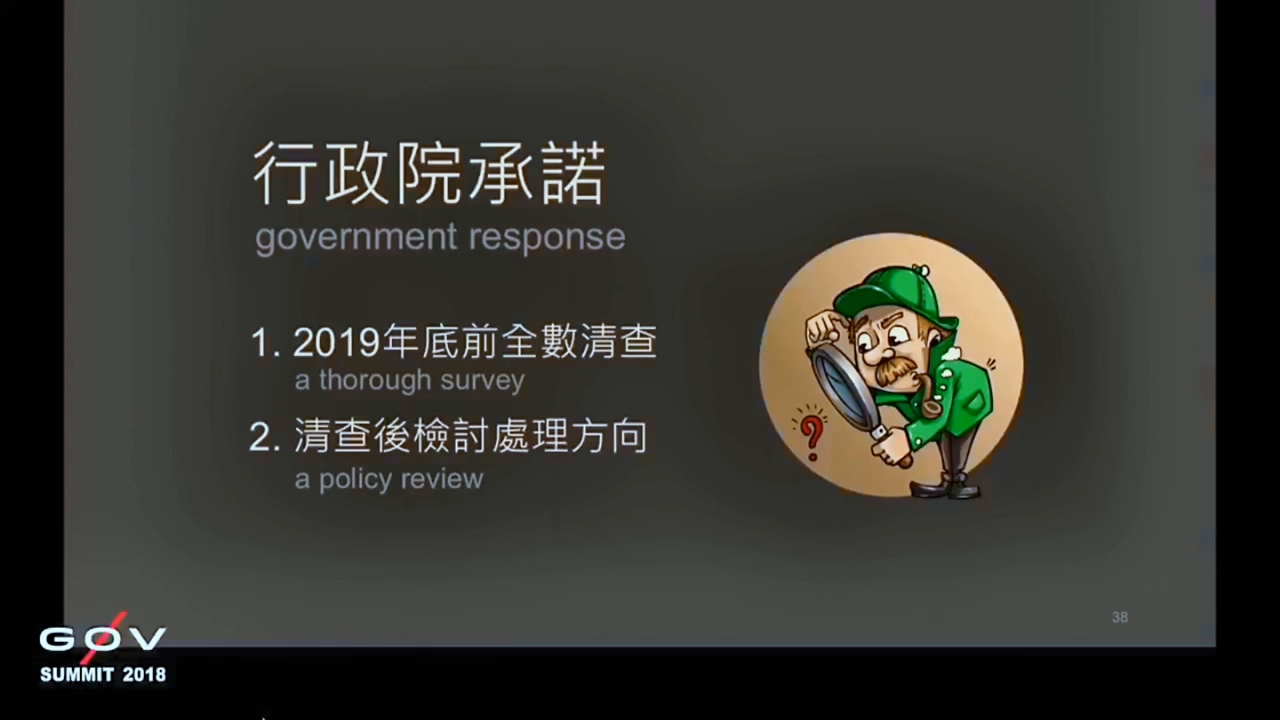 行政院承諾
government response
1. 2019年底前全數清查
a thorough survey
2. 清查後檢討處理方向
a policy review
?
38
G0V
SUMMIT 2018